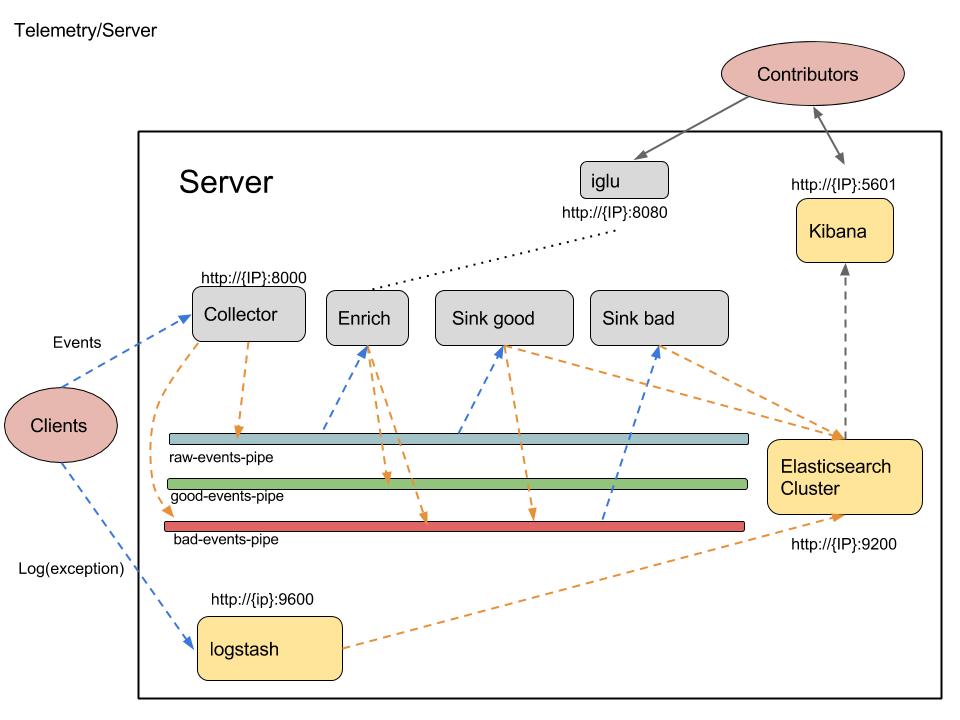 Telemetry/Server
Contributors
Server
iglu
http://{IP}:8080
http://{IP}:5601
Kibana
http://{IP}:8000
Collector
Enrich
Sink good
Sink bad
Events
Clients
raw-events-pipe
good-events-pipe
bad-events-pipe
Elasticsearch
Cluster
http://{IP}:9200
Log(exception)
http://{ip}:9600
logstash